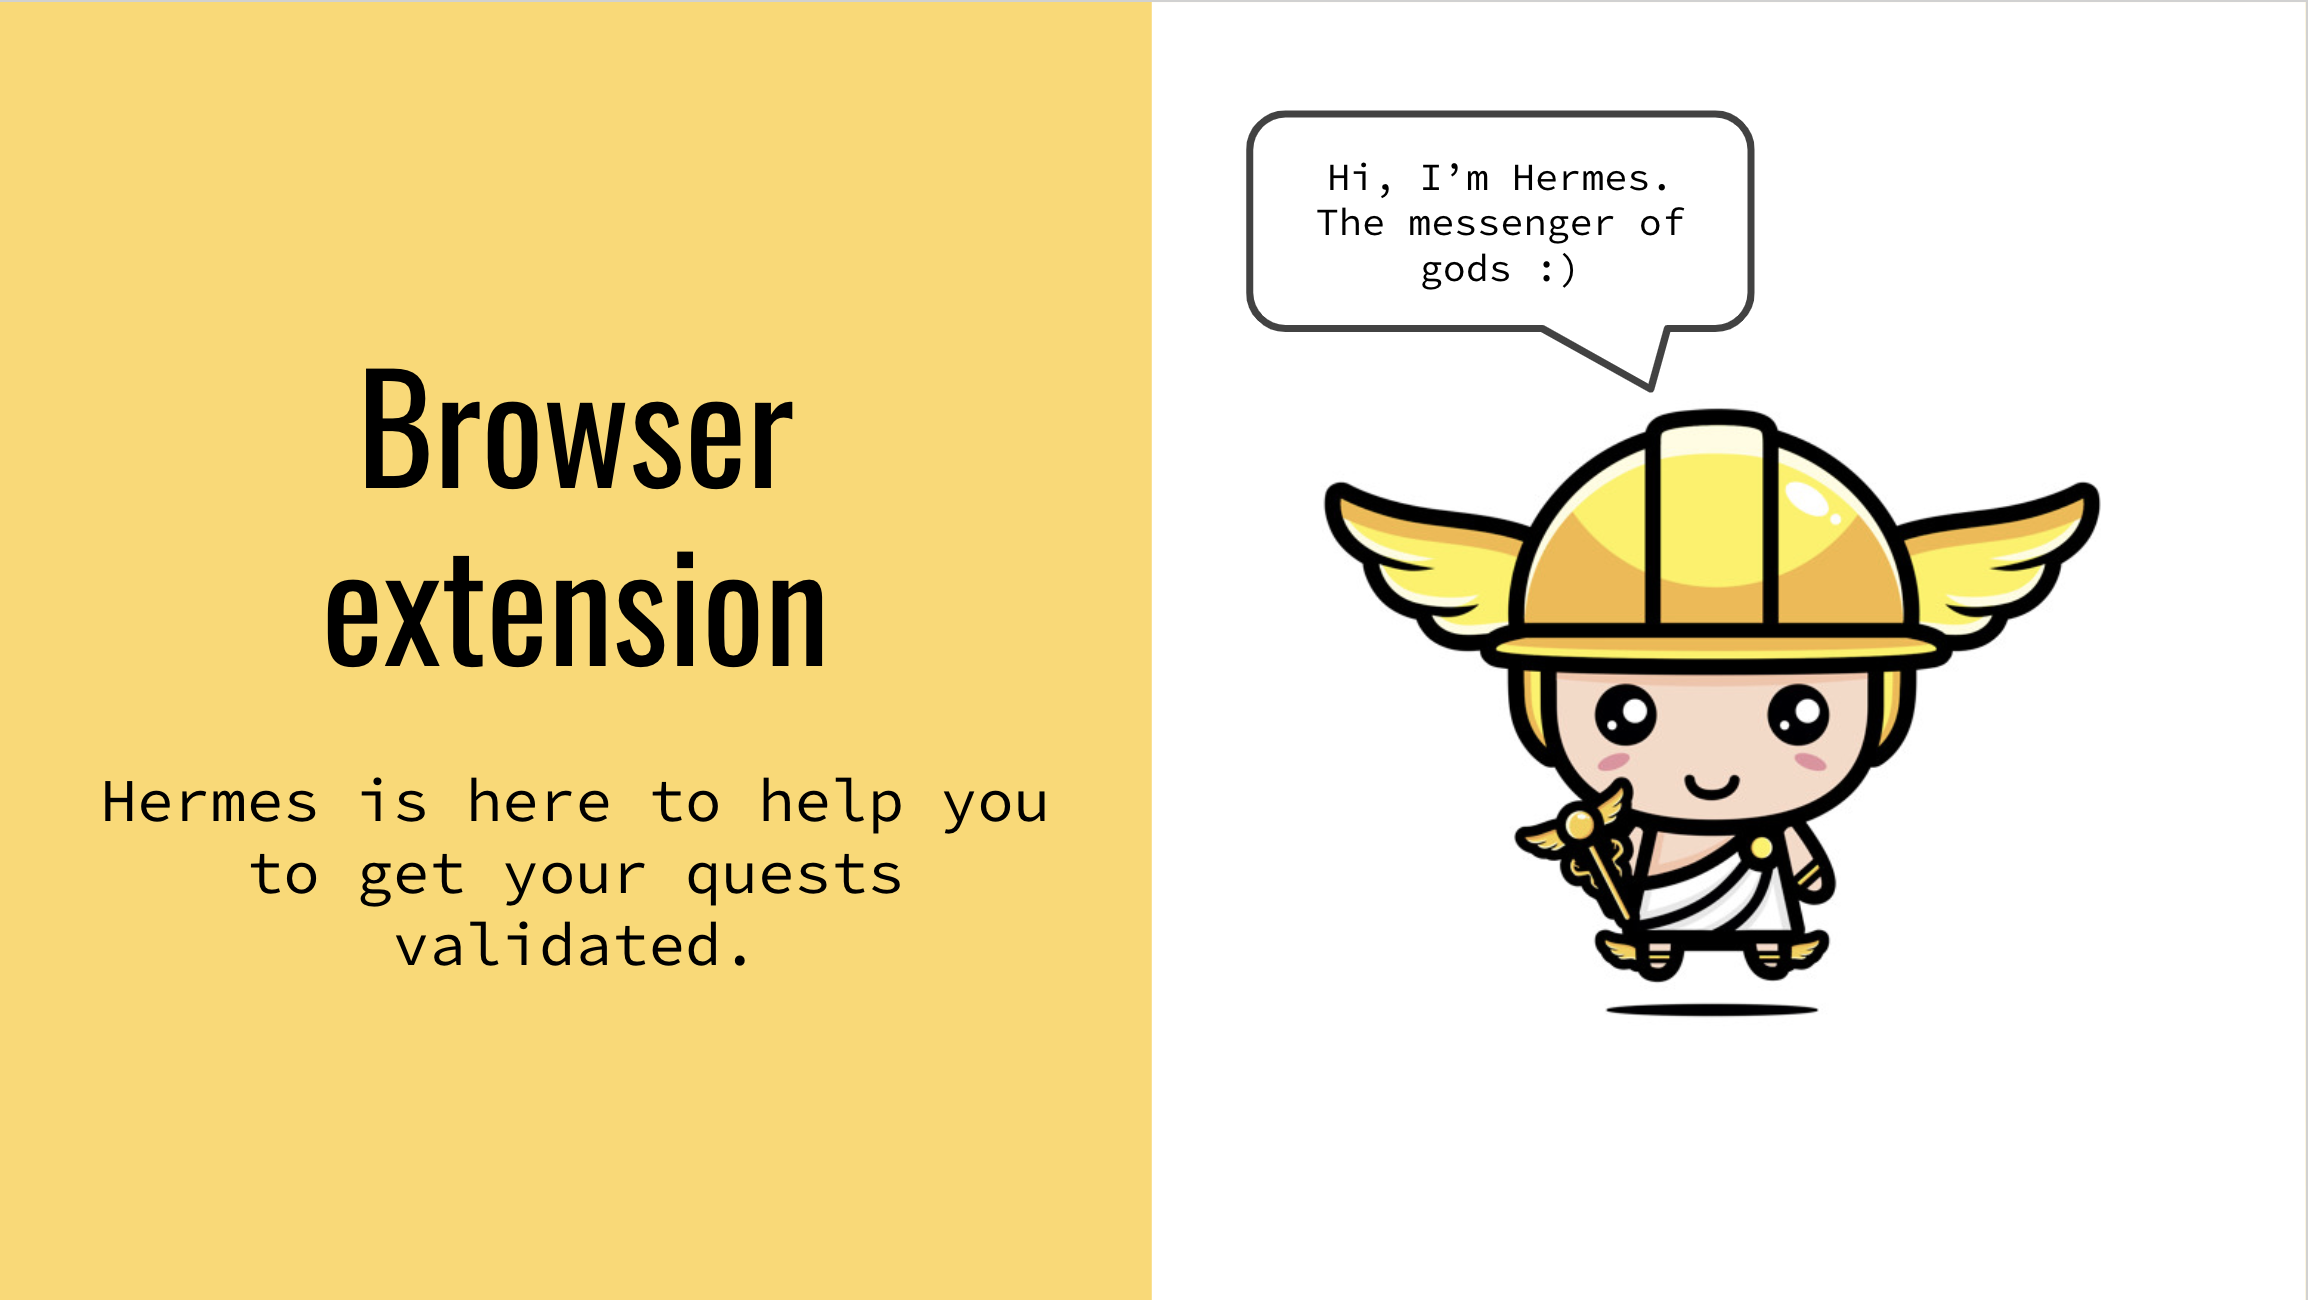 Browser
extension
Hermes is here to help you
to get your quests
validated.
Hi, I’m Hermes.
The messenger of
gods :)